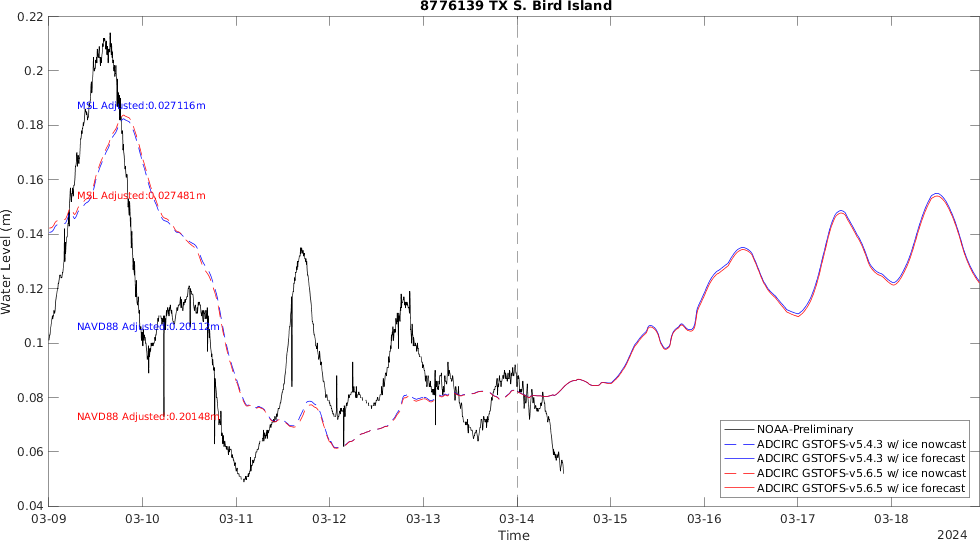 8776139 TX S. Bird Island
0.22
0.2
0.18
0.16
0.14
0.12
0.1
0.08
0.06
0.04
Water Level (m)
MSL Adjusted:0.027116m
MSL Adjusted:0.027481m
NAVD88 Adjusted:0.20112m
NAVD88 Adjusted:0.20148m
NOAA-Preliminary
ADCIRC GSTOFS-v5.4.3 w/ ice nowcast
ADCIRC GSTOFS-v5.4.3 w/ ice forecast
ADCIRC GSTOFS-v5.6.5 w/ ice nowcast
ADCIRC GSTOFS-v5.6.5 w/ ice forecast
03-09 03-10 03-11 03-12 03-13 03-14 03-15 03-16 03-17 03-18
Time
2024